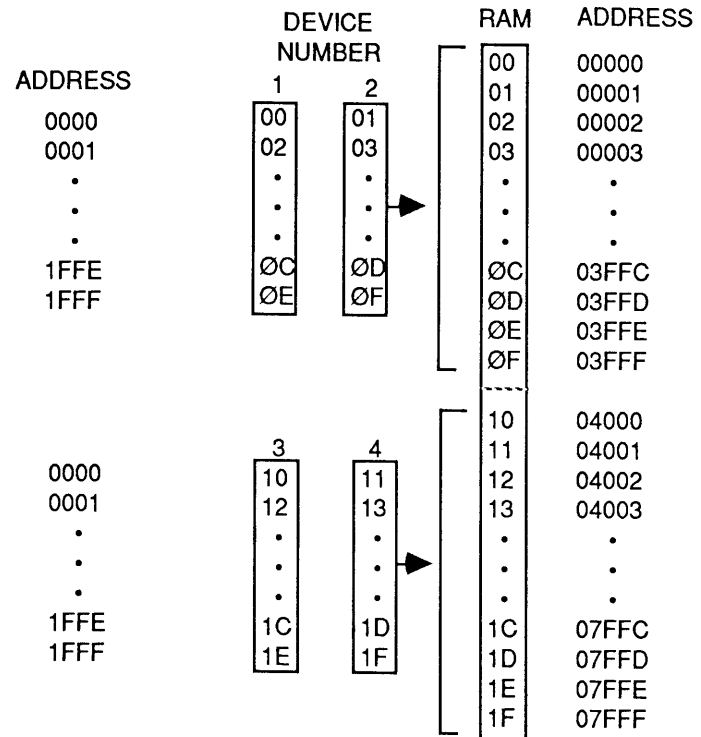 DEVICE NUMBER RAM ADDRESS
ADDRESS 1 2
00 00000
01 00001
0000 00 01 02 00002
0001 02 03 03 00003
• • • • •
• • • • •
• • • • •
1FFE ØC ØD ØC 03FFC
1FFF ØE ØF ØD 03FFD
ØE 03FFE
ØF 03FFF
10 04000
3 4 11 04001
0000 10 11 12 04002
0001 12 13 13 04003
• • • • •
• • • • •
• • • • •
1FFE 1C 1D 1C 07FFC
1FFF 1E 1F 1D 07FFD
1E 07FFE
1F 07FFF